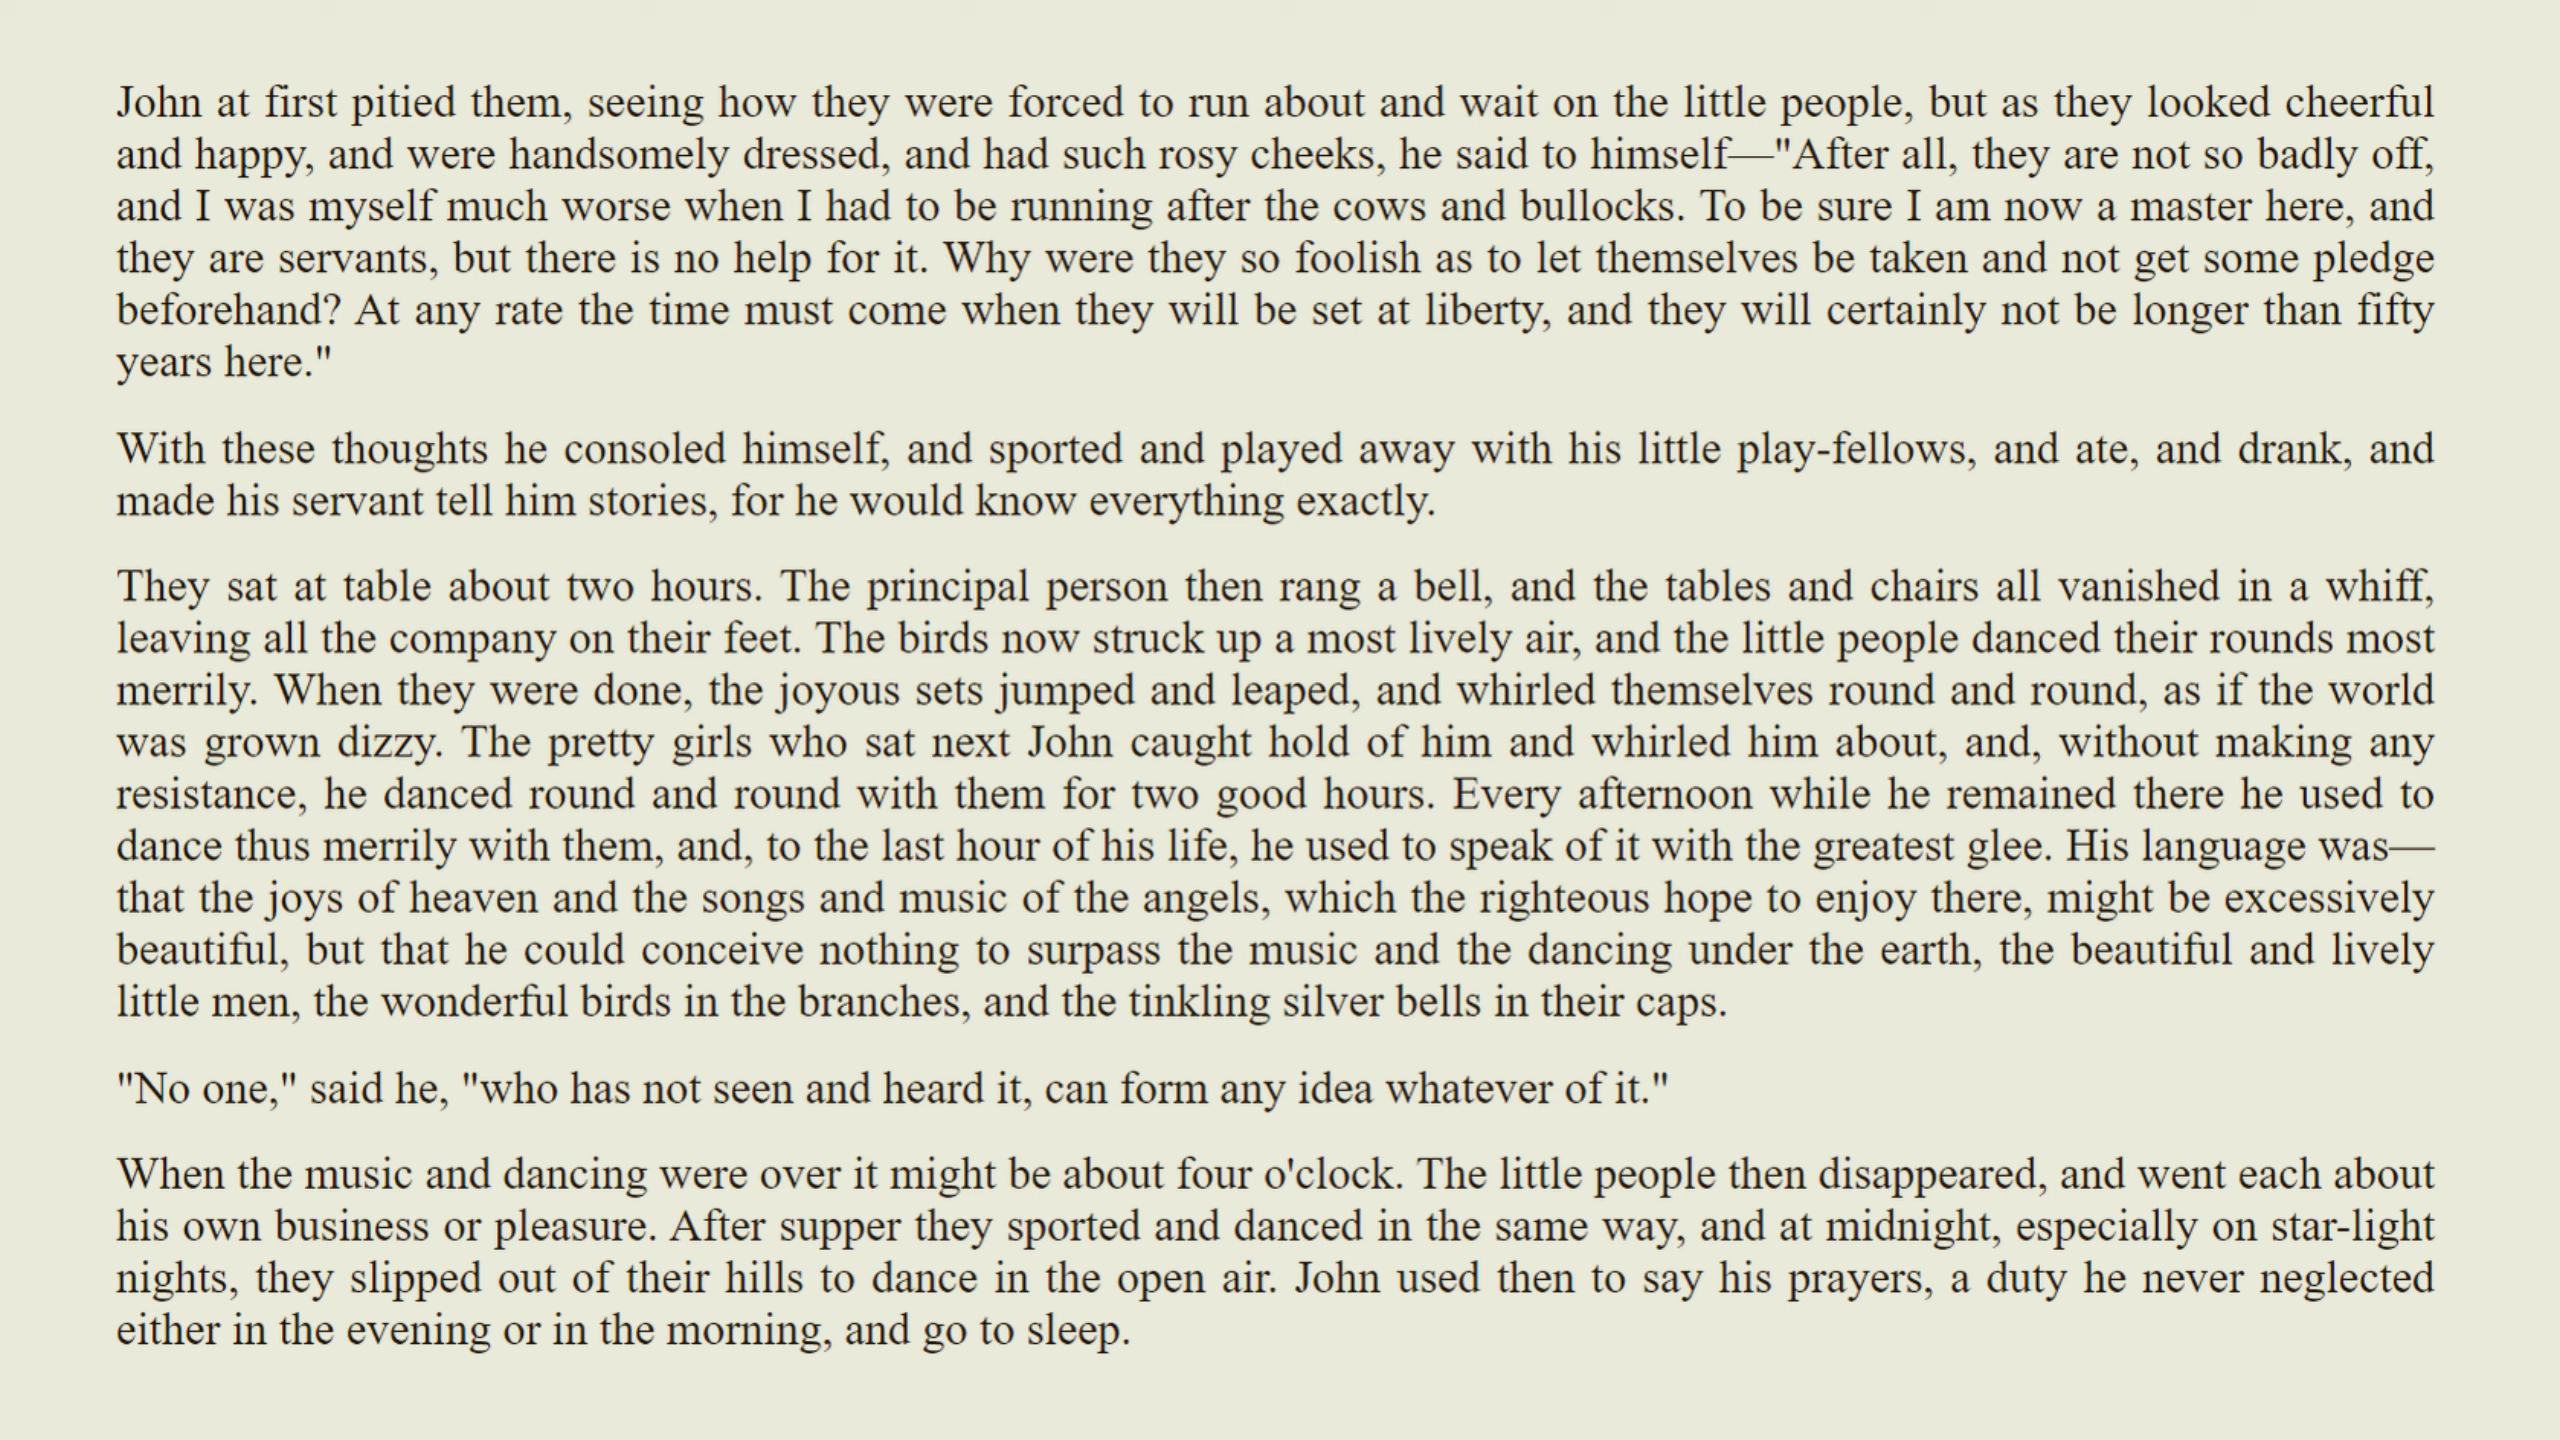 John at first pitied them, seeing how they were forced to run about and wait on the little people, but as they looked cheerful
and happy, and were handsomely dressed, and had such rosy cheeks, he said to himself—"After all, they are not so badly off,
and I was myself much worse when I had to be running after the cows and bullocks. To be sure I am now a master here, and
they are servants, but there is no help for it. Why were they so foolish as to let themselves be taken and not get some pledge
beforehand? At any rate the time must come when they will be set at liberty, and they will certainly not be longer than fifty
years here."
With these thoughts he consoled himself, and sported and played away with his little play-fellows, and ate, and drank, and
made his servant tell him stories, for he would know everything exactly.
They sat at table about two hours. The principal person then rang a bell, and the tables and chairs all vanished in a whiff,
leaving all the company on their feet. The birds now struck up a most lively air, and the little people danced their rounds most
merrily. When they were done, the joyous sets jumped and leaped, and whirled themselves round and round, as if the world
was grown dizzy. The pretty girls who sat next John caught hold of him and whirled him about, and, without making any
resistance, he danced round and round with them for two good hours. Every afternoon while he remained there he used to
dance thus merrily with them, and, to the last hour of his life, he used to speak of it with the greatest glee. His language was—
that the joys of heaven and the songs and music of the angels, which the righteous hope to enjoy there, might be excessively
beautiful, but that he could conceive nothing to surpass the music and the dancing under the earth, the beautiful and lively
little men, the wonderful birds in the branches, and the tinkling silver bells in their caps.
"No one," said he, "who has not seen and heard it, can form any idea whatever of it."
When the music and dancing were over it might be about four o'clock. The little people then disappeared, and went each about
his own business or pleasure. After supper they sported and danced in the same way, and at midnight, especially on star-light
nights, they slipped out of their hills to dance in the open air. John used then to say his prayers, a duty he never neglected
either in the evening or in the morning, and go to sleep.